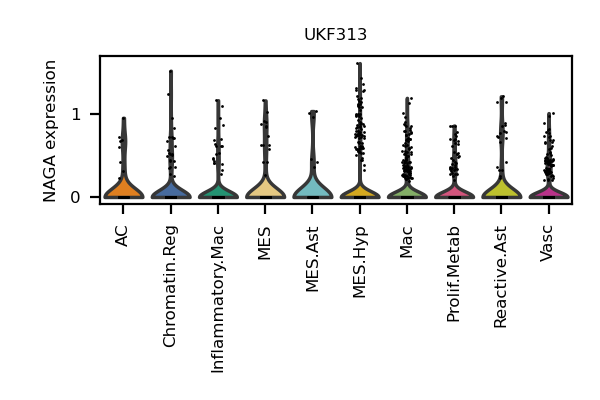 UKF313
NAGA expression
1
0
AC
Chromatin.Reg
Inflammatory.Mac
MES
MES.Ast
MES.Hyp
Mac
Prolif.Metab
Reactive.Ast
Vasc